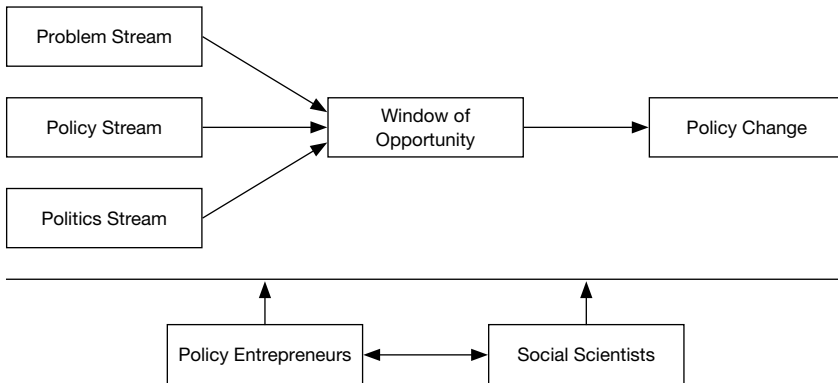 Problem Stream
Policy Stream
Window of
Opportunity
Policy Change
Politics Stream
Policy Entrepreneurs
Social Scientists